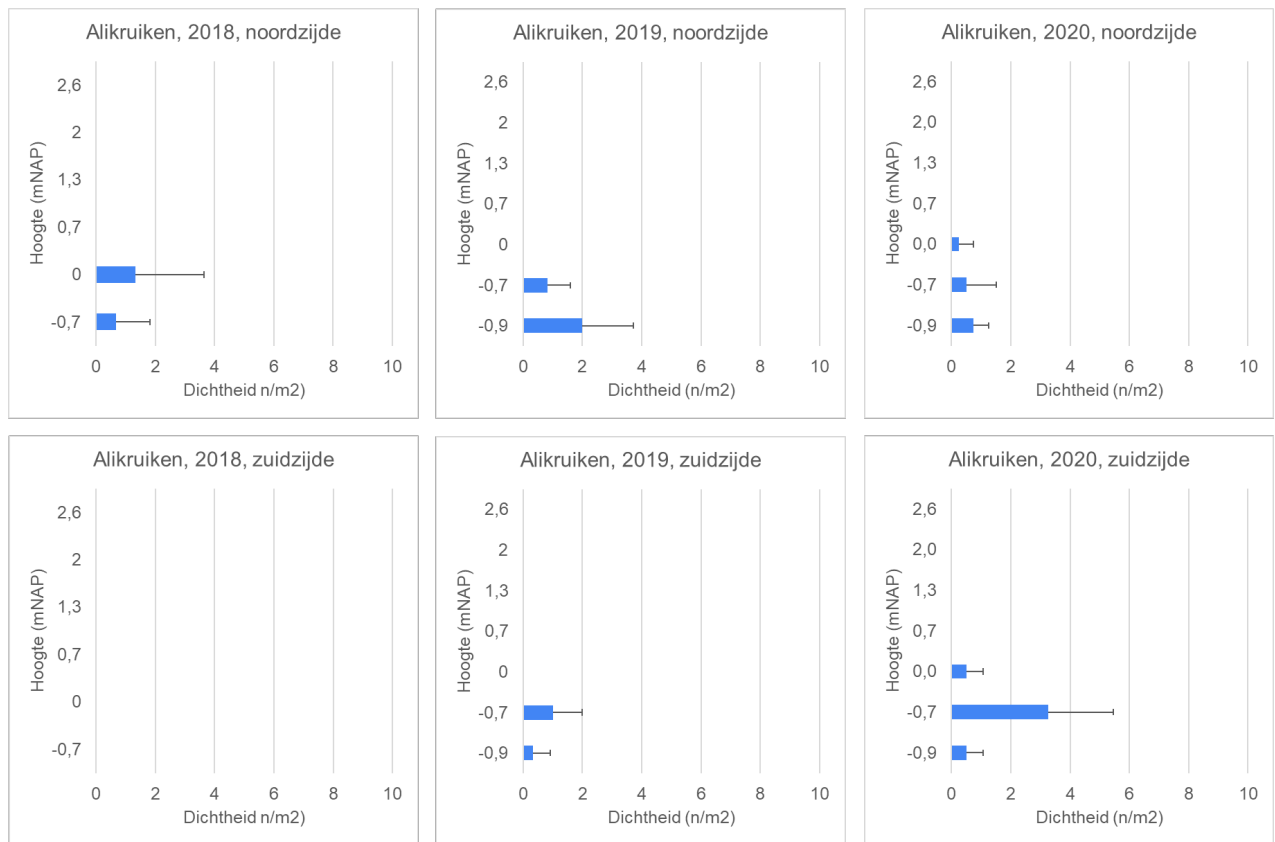 Alikruiken, 2018, noordzijde
Hoogte (mNAP)
2,6
2
1,3
0,7
0
-0,7
0 2 4 6 8 10
Dichtheid n/m2)
Alikruiken, 2019, noordzijde
Hoogte (mNAP)
2,6
2
1,3
0,7
0
-0,7
-0,9
0 2 4 6 8 10
Dichtheid (n/m2)
Alikruiken, 2020, noordzijde
Hoogte (mNAP)
2,6
2,0
1,3
0,7
0,0
-0,7
-0,9
0 2 4 6 8 10
Dichtheid (n/m2)
Alikruiken, 2018, zuidzijde
Hoogte (mNAP)
2,6
2
1,3
0,7
0
-0,7
0 2 4 6 8 10
Dichtheid n/m2)
Alikruiken, 2019, zuidzijde
Hoogte (mNAP)
2,6
2
1,3
0,7
0
-0,7
-0,9
0 2 4 6 8 10
Dichtheid (n/m2)
Alikruiken, 2020, zuidzijde
Hoogte (mNAP)
2,6
2,0
1,3
0,7
0,0
-0,7
-0,9
0 2 4 6 8 10
Dichtheid (n/m2)